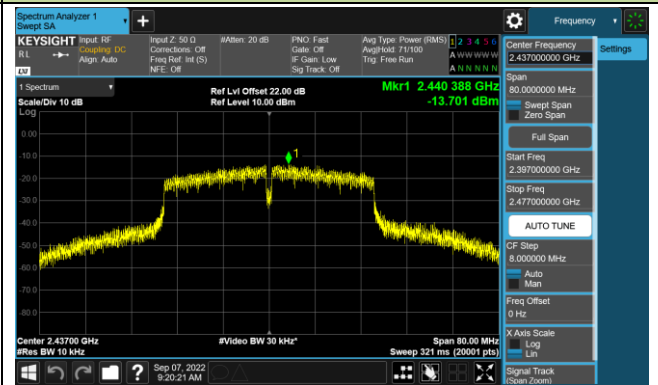 Spectrum Analyzer 1
Swept SA
+
Frequency
KEYSIGHT
RL
LXI
Input: RF
Coupling: DC
Align: Auto
Input Z: 50 Ω
Corrections: Off
Freq Ref: Int (S)
NFE: Off
#Atten: 20 dB
PNO: Fast
Gate: Off
IF Gain: Low
Sig Track: Off
Avg Type: Power (RMS)
Avg|Hold: 71/100
Trig: Free Run
1 2 3 4 5 6
A W W W W W
A N N N N N
1 Spectrum
Scale/Div 10 dB
Log
Ref Lvl Offset 22.00 dB
Ref Level 10.00 dBm
Mkr1 2.440 388 GHz
-13.701 dBm
0.00
-10.0
-20.0
-30.0
-40.0
-50.0
-60.0
-70.0
-80.0
1
Center 2.43700 GHz
#Res BW 10 kHz
#Video BW 30 kHz*
Span 80.00 MHz
Sweep 321 ms (20001 pts)
Sep 07, 2022
9:20:21 AM
?
Center Frequency
2.437000000 GHz
Span
80.0000000 MHz
Swept Span
Zero Span
Full Span
Start Freq
2.397000000 GHz
Stop Freq
2.477000000 GHz
AUTO TUNE
CF Step
8.000000 MHz
Auto
Man
Freq Offset
0 Hz
X Axis Scale
Log
Lin
Signal Track
(Span Zoom)
Settings